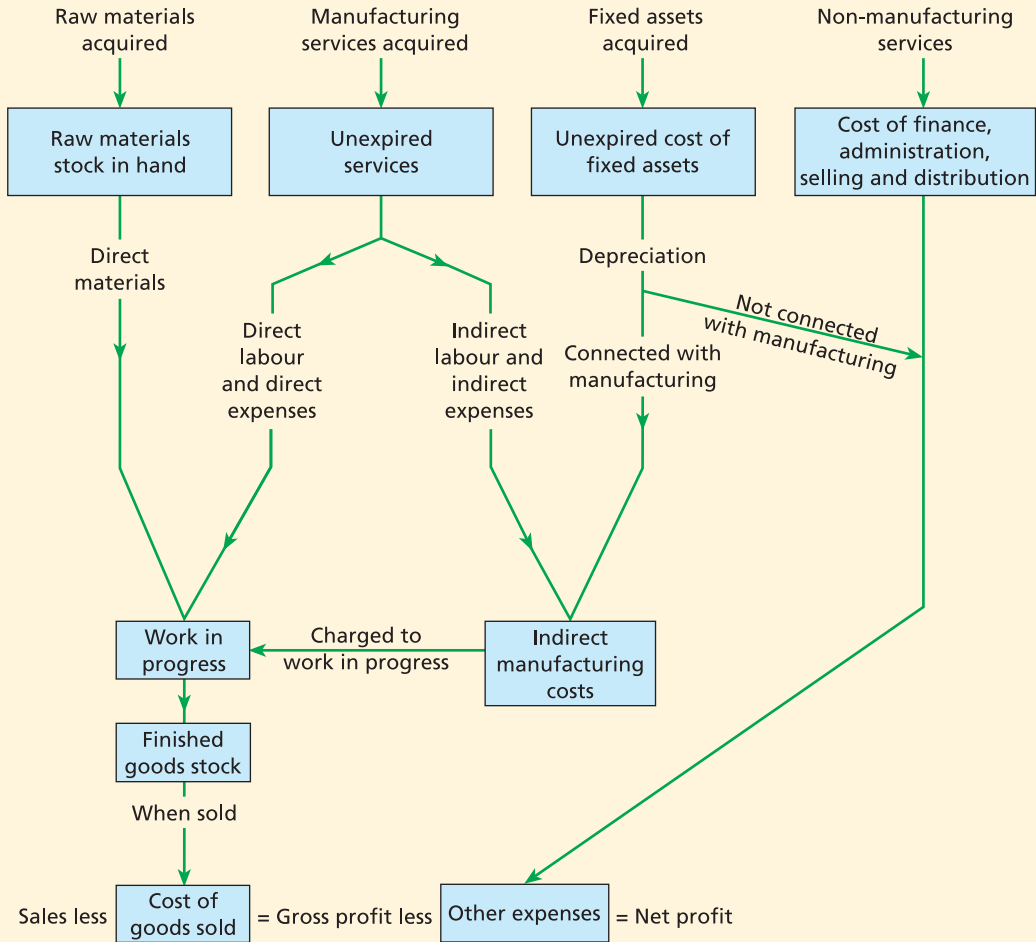 Raw materials
acquired
Manufacturing
services acquired
Fixed assets
acquired
Non-manufacturing
services
Raw materials
stock in hand
Unexpired
services
Unexpired cost of
fixed assets
Cost of finance,
administration,
selling and distribution
Direct
materials
Depreciation
Not connected
with manufacturing
Direct
labour
and direct
expenses
Indirect
labour and
indirect
expenses
Connected with
manufacturing
Work in
progress
Charged to
work in progress
Indirect
manufacturing
costs
Finished
goods stock
When sold
Sales less
Cost of
goods sold
= Gross profit less
Other expenses
= Net profit